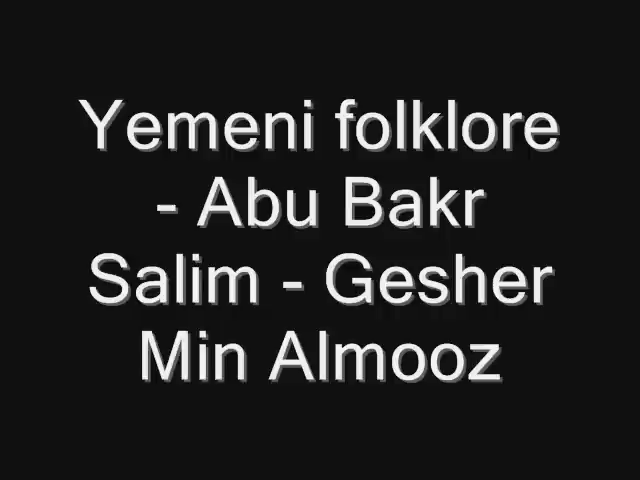 Yemeni folklore
- Abu Bakr
Salim - Gesher
Min Almooz